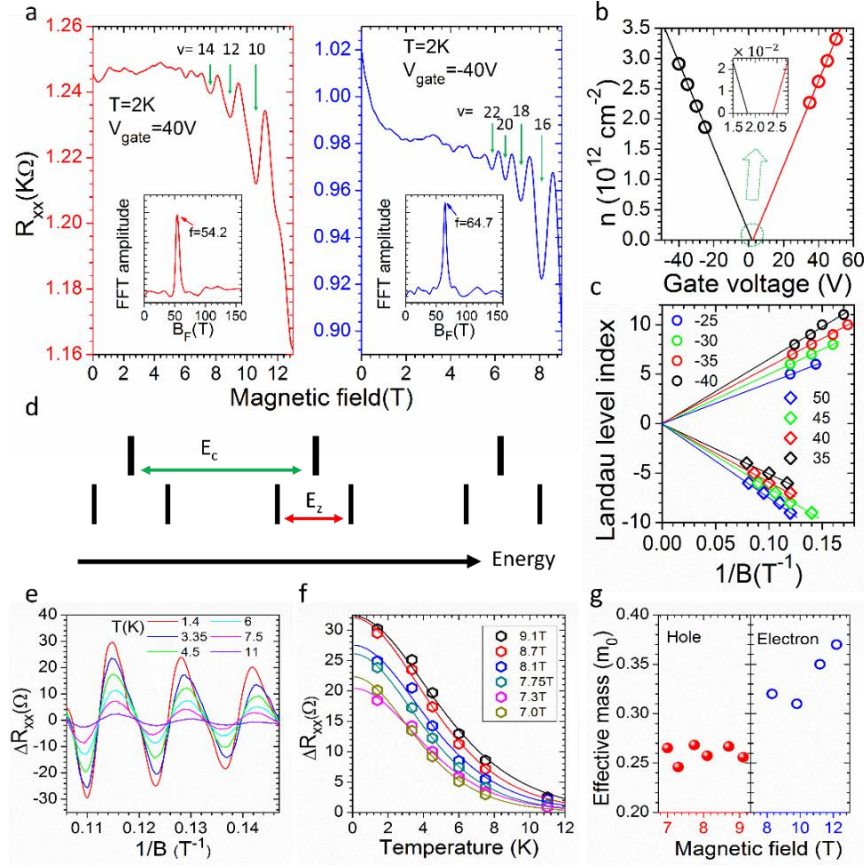 a
1.26
1.24
1.22
1.20
1.18
1.16
Rxx(KΩ)
ν= 14 12 10
T=2K
Vgate=40V
FFT amplitude
f=54.2
0 50 100 150
BF(T)
0 2 4 6 8 10 12
1.02
1.00
0.98
0.96
0.94
0.92
0.90
T=2K
Vgate=-40V
ν= 22 20 18 16
FFT amplitude
f=64.7
0 50 100 150
BF(T)
0 2 4 6 8
Magnetic field(T)
b
n (10^12 cm^-2)
3.5
3.0
2.5
2.0
1.5
1.0
0.5
0.0
×10^-2
2
1
0
1.5 2.0 2.5
-40 -20 0 20 40 60
Gate voltage (V)
c
Landau level index
10
5
0
-5
-10
-25
-30
-35
-40
50
45
40
35
0.00 0.05 0.10 0.15
1/B(T^-1)
d
Ec
Ez
Energy
e
ΔRxx(Ω)
40
30
20
10
0
-10
-20
-30
T(K)
1.4 6
3.35 7.5
4.5 11
0.11 0.12 0.13 0.14
1/B (T^-1)
f
ΔRxx(Ω)
35
30
25
20
15
10
5
0
9.1T
8.7T
8.1T
7.75T
7.3T
7.0T
0 2 4 6 8 10 12
Temperature (K)
g
Effective mass (m0)
0.40
0.35
0.30
0.25
0.20
Hole
Electron
7 8 9 8 10 12
Magnetic field (T)